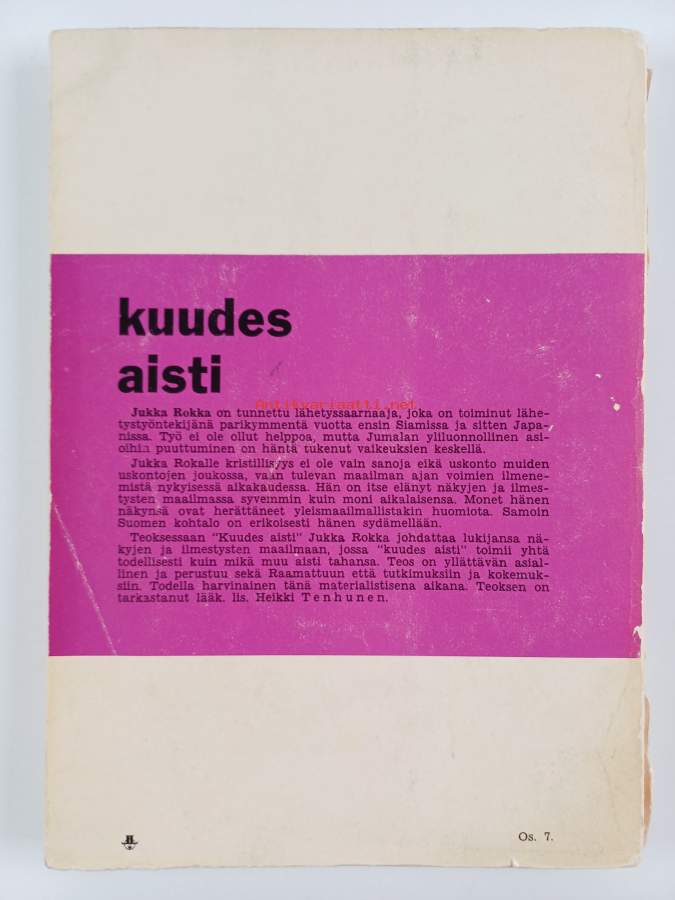 kuudes
aisti
Antikvariaatti.net
Jukka Rokka on tunnettu lähetyssaarnaaja, joka on toiminut lähe-
tystyöntekijänä parikymmentä vuotta ensin Siamissa ja sitten Japa-
nissa. Työ ei ole ollut helppoa, mutta Jumalan yliluonnollinen asi-
oihin puuttuminen on häntä tukenut vaikeuksien keskellä.
Jukka Rokalle kristillisyys ei ole vain sanoja eikä uskonto muiden
uskontojen joukossa, vaan tulevan maailman ajan voimien ilmene-
mistä nykyisessä aikakaudessa. Hän on itse elänyt näkyjen ja ilmes-
tysten maailmassa syvemmin kuin moni aikalaisensa. Monet hänen
näkynsä ovat herättäneet yleismaailmallistakin huomiota. Samoin
Suomen kohtalo on erikoisesti hänen sydämellään.
Teoksessaan "Kuudes aisti" Jukka Rokka johdattaa lukijansa nä-
kyjen ja ilmestysten maailmaan, jossa "kuudes aisti" toimii yhtä
todellisesti kuin mikä muu aisti tahansa. Teos on yllättävän asial-
linen ja perustuu sekä Raamattuun että tutkimuksiin ja kokemuk-
siin. Todella harvinainen tänä materialistisena aikana. Teoksen on
tarkastanut lääk. lis. Heikki Tenhunen.
Os. 7.